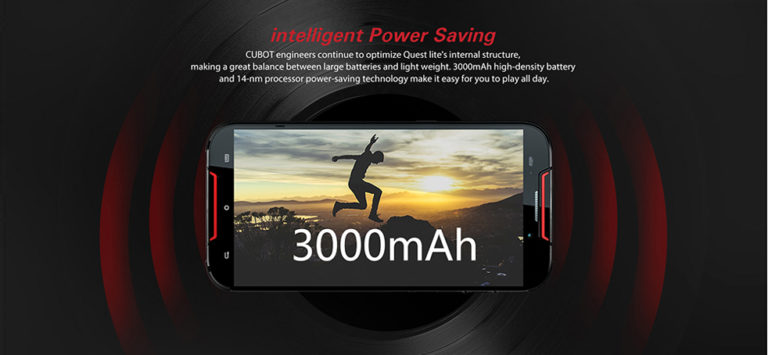 intelligent Power Saving
CUBOT engineers continue to optimize Quest lite's internal structure,
making a great balance between large batteries and light weight. 3000mAh high-density battery
and 14-nm processor power-saving technology make it easy for you to play all day.
3000mAh